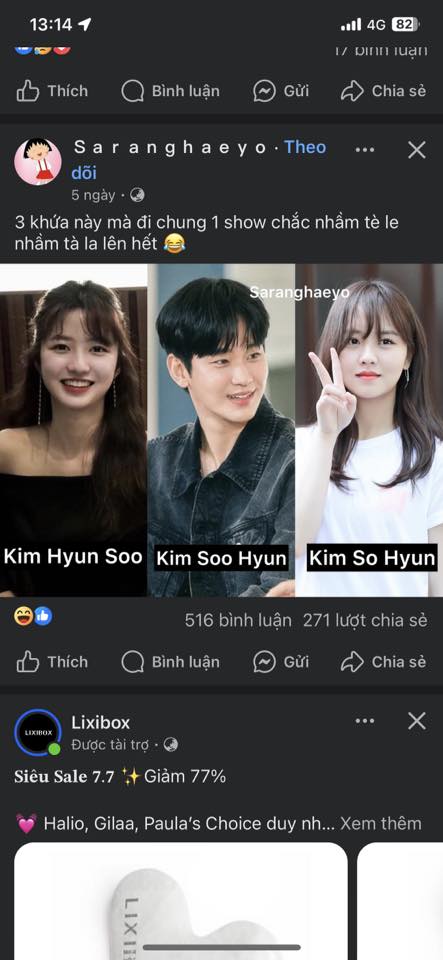 13:14
4G
82
17 bình luận
Thích
Bình luận
Gửi
Chia sẻ
Saranghaeyo · Theo
dõi
5 ngày ·
3 khứa này mà đi chung 1 show chắc nhầm tè le
nhầm tà la lên hết 😂
Saranghaeyo
Kim Hyun Soo
Kim Soo Hyun
Kim So Hyun
516 bình luận
271 lượt chia sẻ
Thích
Bình luận
Gửi
Chia sẻ
LIXIBOX
Lixibox
Được tài trợ ·
Siêu Sale 7.7 ✨Giảm 77%
💓 Halio, Gilaa, Paula's Choice duy nh... Xem thêm